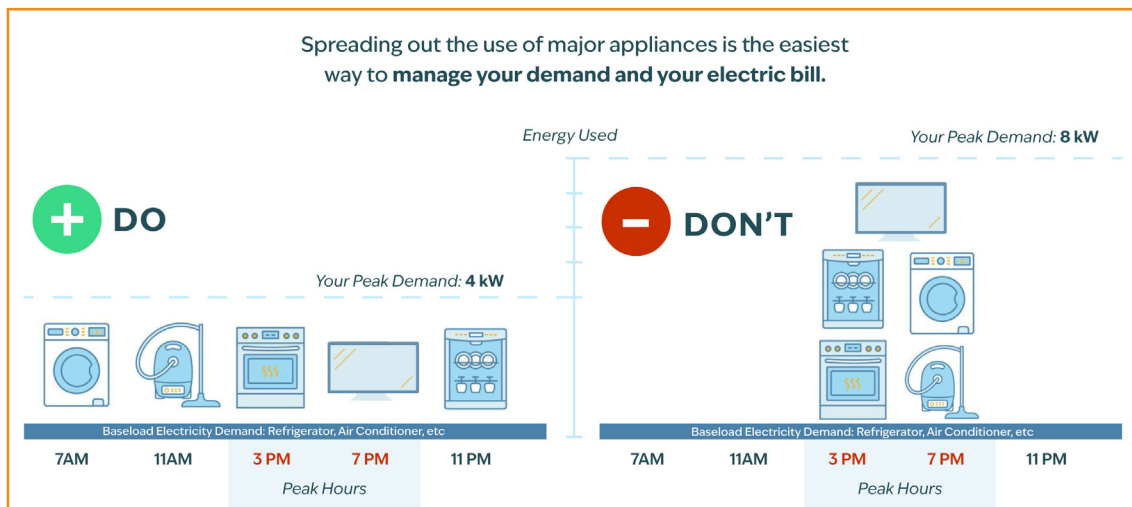 Spreading out the use of major appliances is the easiest
way to manage your demand and your electric bill.
Energy Used
DO
Your Peak Demand: 4 kW
Baseload Electricity Demand: Refrigerator, Air Conditioner, etc
7AM 11AM 3 PM 7 PM 11 PM
Peak Hours
Your Peak Demand: 8 kW
DON'T
Baseload Electricity Demand: Refrigerator, Air Conditioner, etc
7AM 11AM 3 PM 7 PM 11 PM
Peak Hours